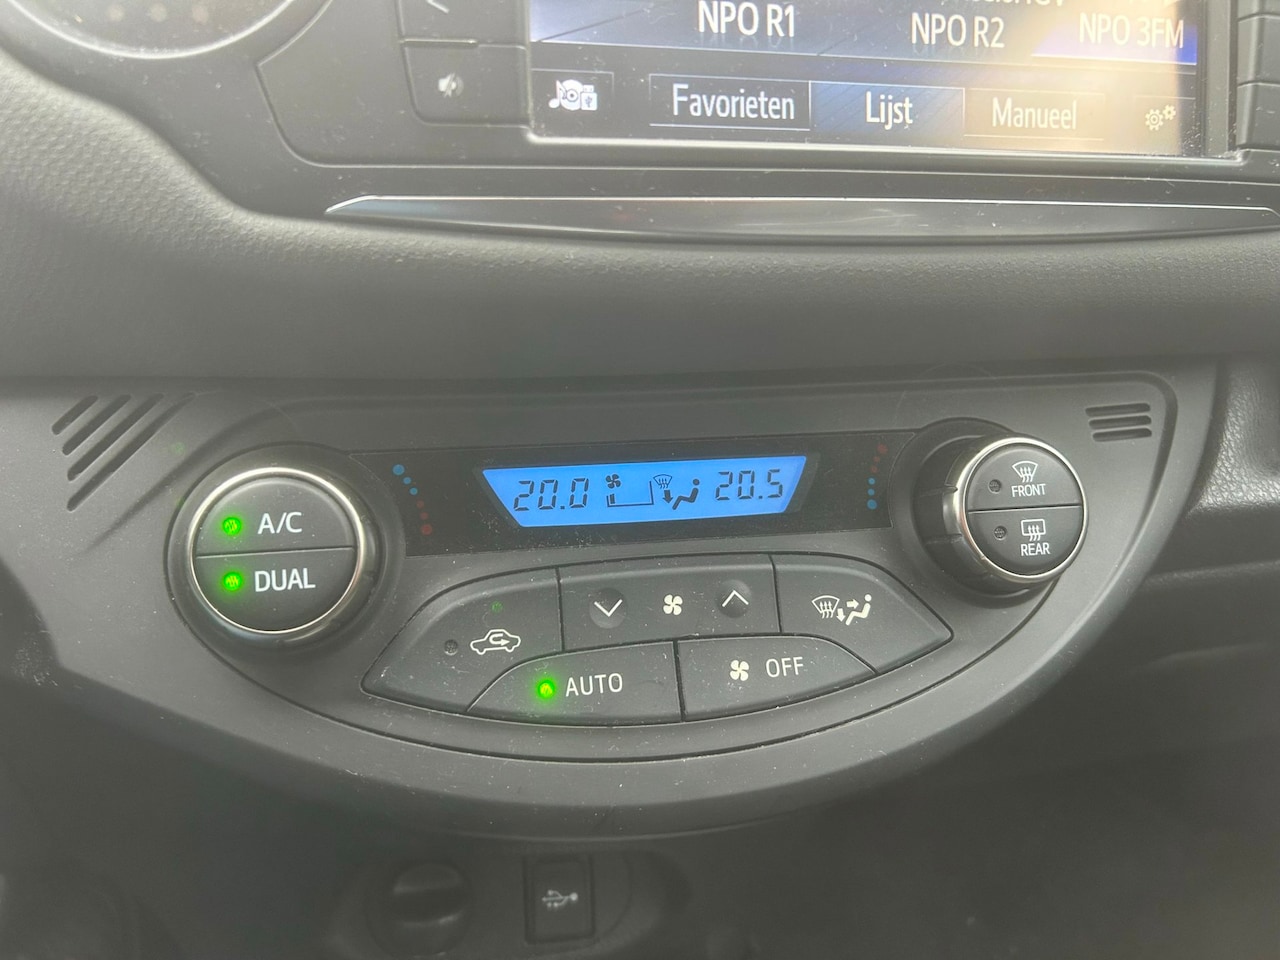 NPO R1
NPO R2
NPO 3FM
Favorieten
Lijst
Manueel
20.0
20.5
A/C
DUAL
FRONT
REAR
AUTO
OFF